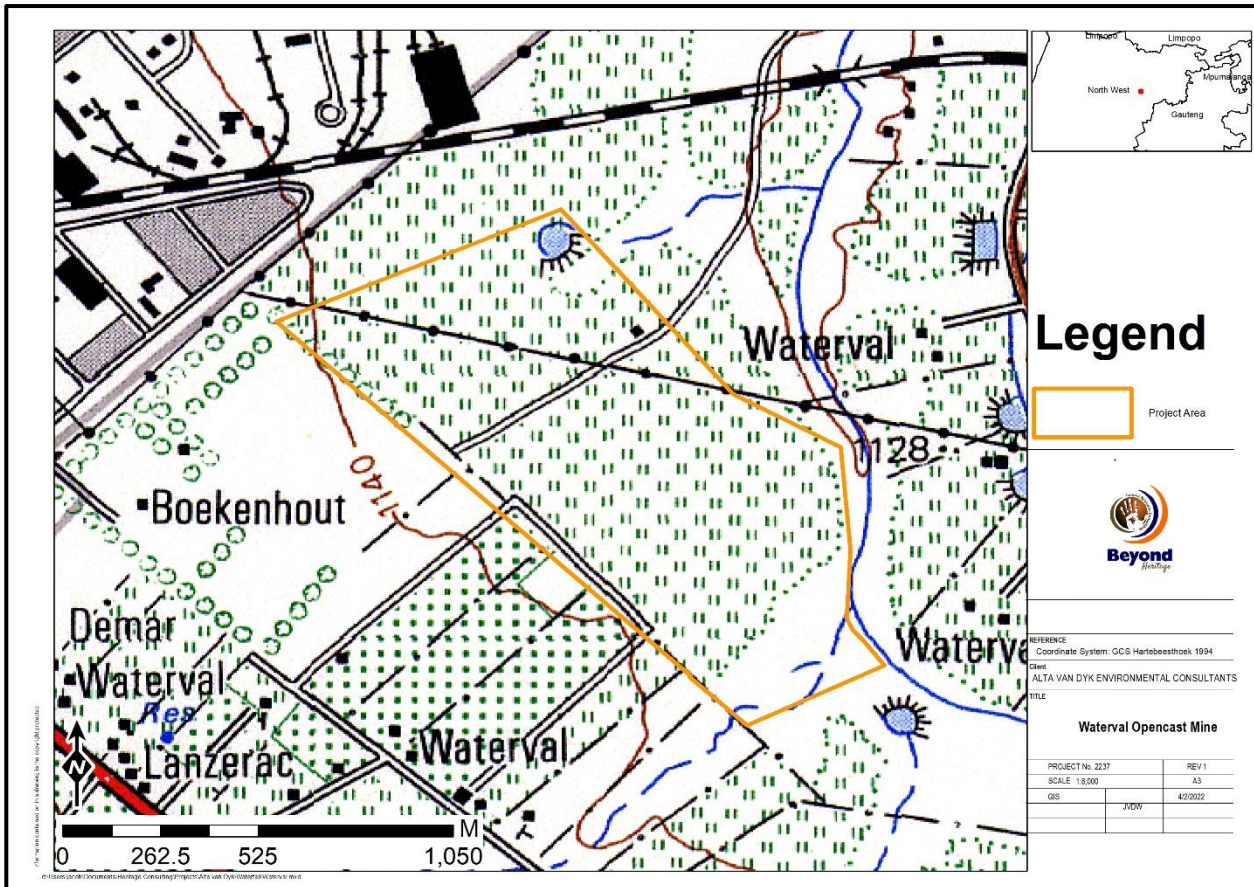 Limpopo
Limpopo
Mpumalanga
North West
Gauteng
Waterval
1128
1140
Boekenhout
Demar
Waterval
Res
Lanzerac
Waterval
Waterva
N
M
0 262.5 525 1,050
Legend
Project Area
Beyond
Heritage
REFERENCE
Coordinate System: GCS Hartebeesthoek 1994
Client
ALTA VAN DYK ENVIRONMENTAL CONSULTANTS
TITLE
Waterval Opencast Mine
PROJECT No. 2237 REV 1
SCALE 1:8,000 A3
GIS JVDW 4/2/2022